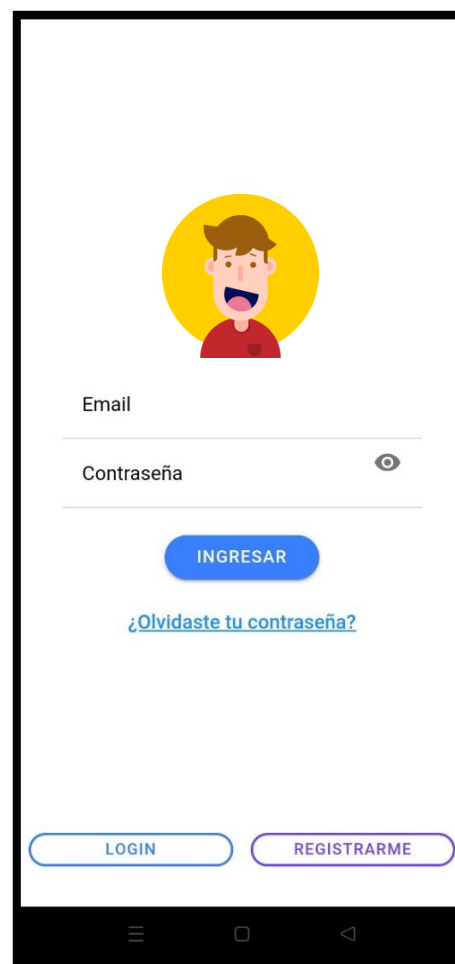 Email
Contraseña
INGRESAR
¿Olvidaste tu contraseña?
LOGIN
REGISTRARME